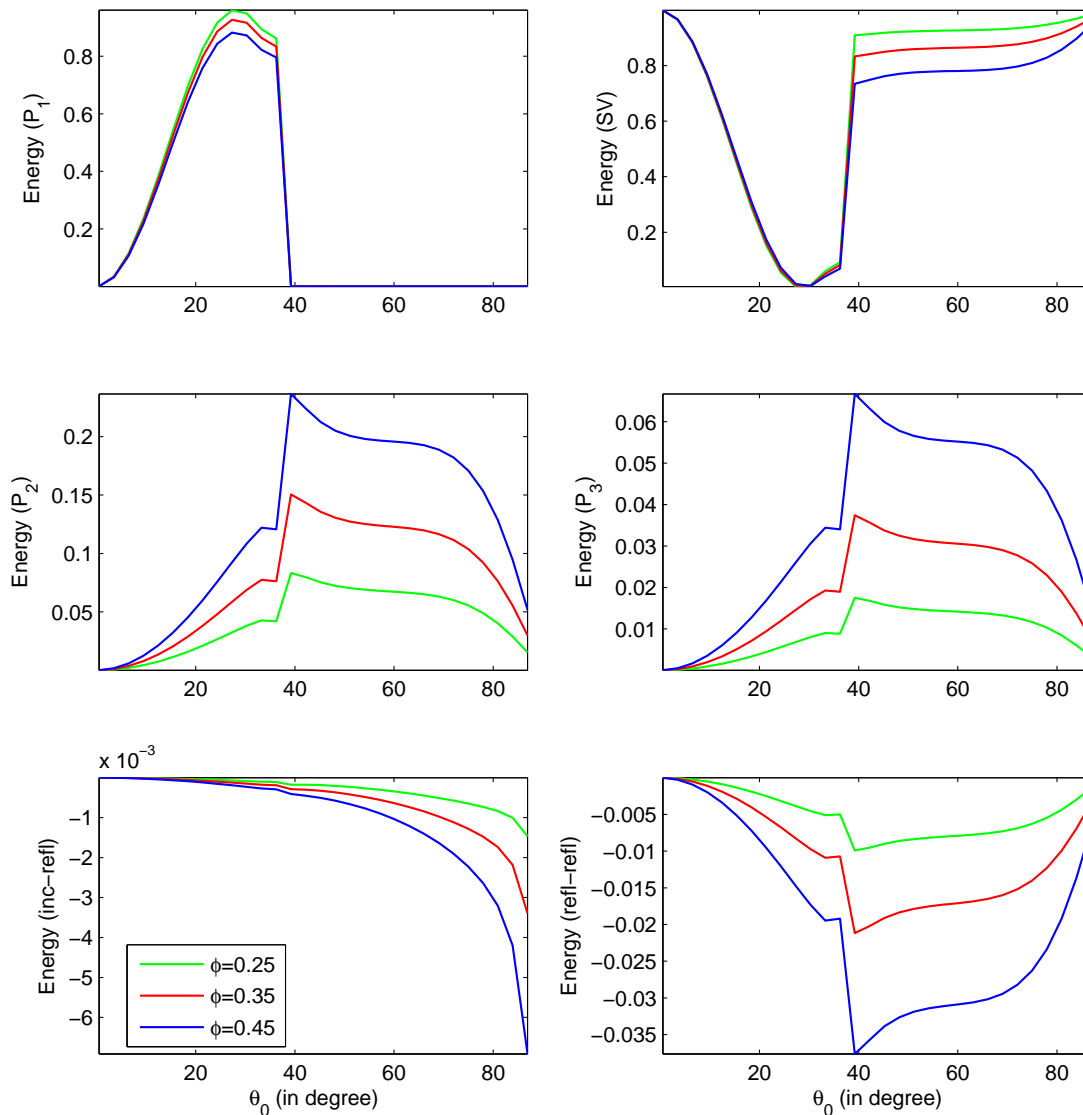 Energy (P1)
0.8
0.6
0.4
0.2
20 40 60 80
Energy (SV)
0.8
0.6
0.4
0.2
20 40 60 80
Energy (P2)
0.2
0.15
0.1
0.05
20 40 60 80
Energy (P3)
0.06
0.05
0.04
0.03
0.02
0.01
20 40 60 80
x 10−3
Energy (inc−refl)
−1
−2
−3
−4
−5
−6
ϕ=0.25
ϕ=0.35
ϕ=0.45
20 40 60 80
θ0 (in degree)
Energy (refl−refl)
−0.005
−0.01
−0.015
−0.02
−0.025
−0.03
−0.035
20 40 60 80
θ0 (in degree)